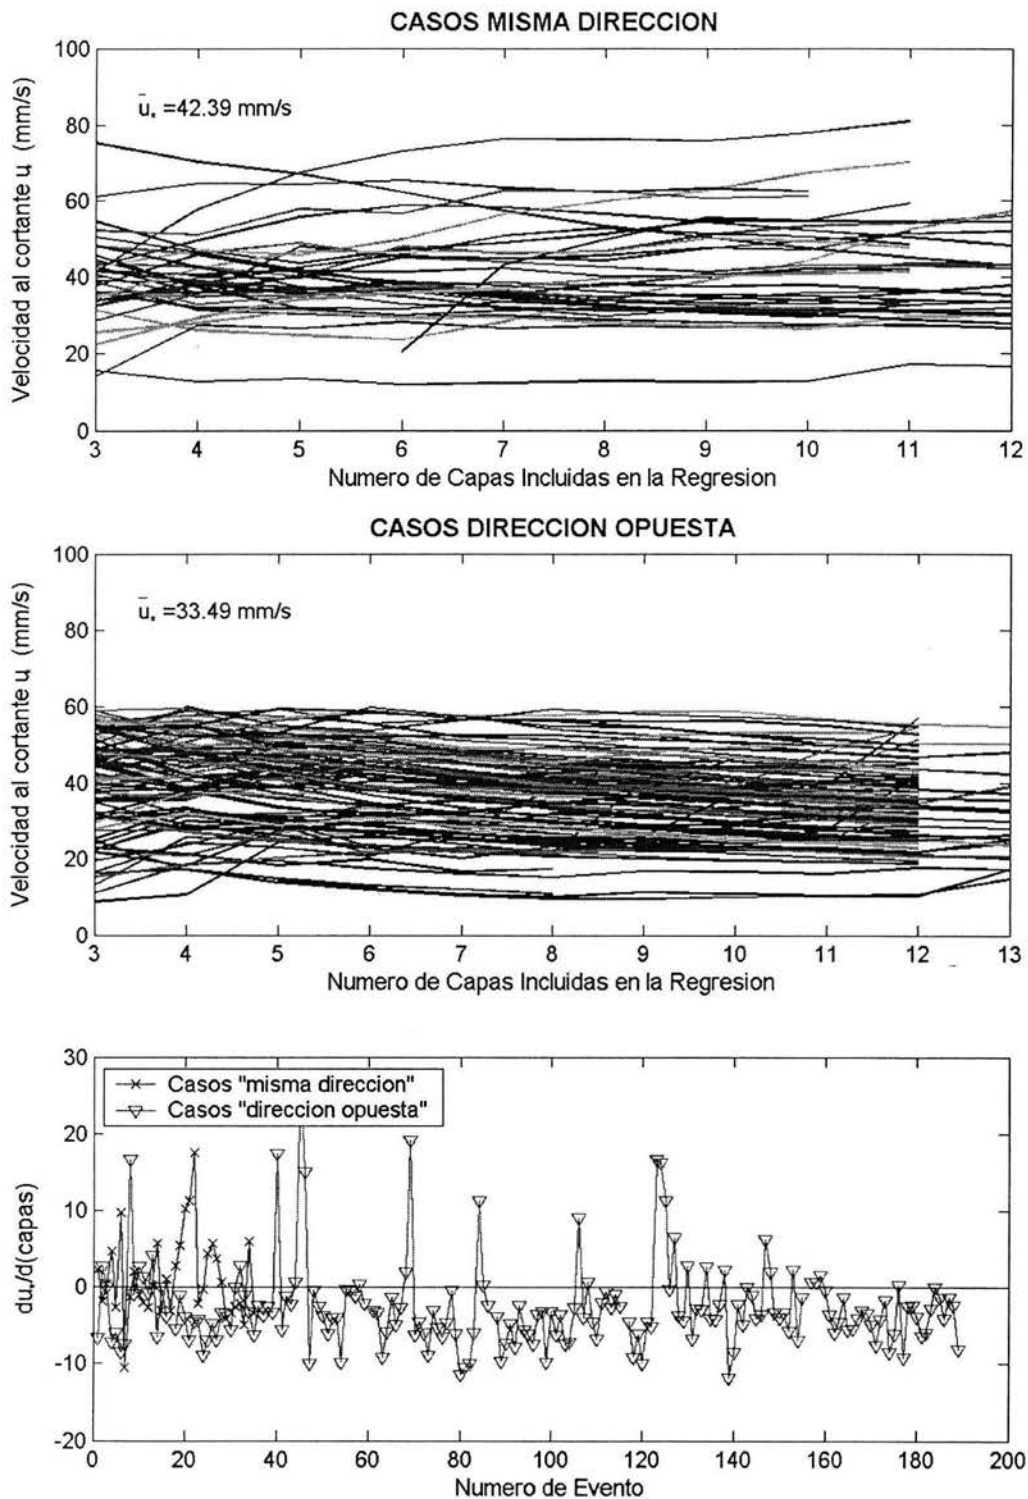 CASOS MISMA DIRECCION
100
80
60
40
20
0
ū* =42.39 mm/s
Velocidad al cortante u* (mm/s)
3 4 5 6 7 8 9 10 11 12
Numero de Capas Incluidas en la Regresion
CASOS DIRECCION OPUESTA
100
80
60
40
20
0
ū* =33.49 mm/s
Velocidad al cortante u* (mm/s)
3 4 5 6 7 8 9 10 11 12 13
Numero de Capas Incluidas en la Regresion
30
20
10
0
-10
-20
Casos "misma direccion"
Casos "direccion opuesta"
du*/d(capas)
0 20 40 60 80 100 120 140 160 180 200
Numero de Evento